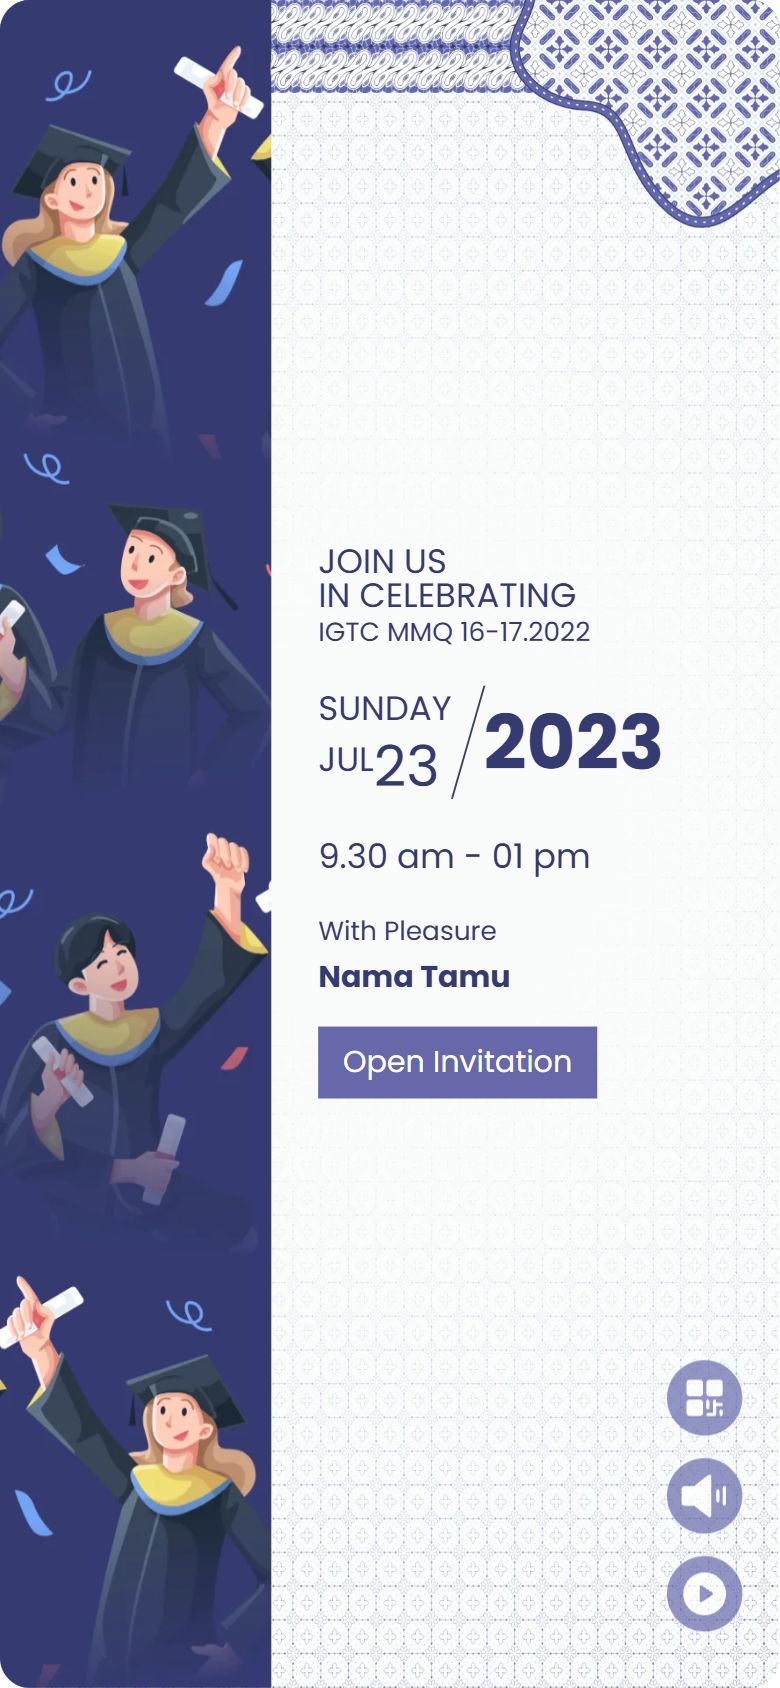 JOIN US
IN CELEBRATING
IGTC MMQ 16-17.2022
SUNDAY
JUL23 / 2023
9.30 am - 01 pm
With Pleasure
Nama Tamu
Open Invitation